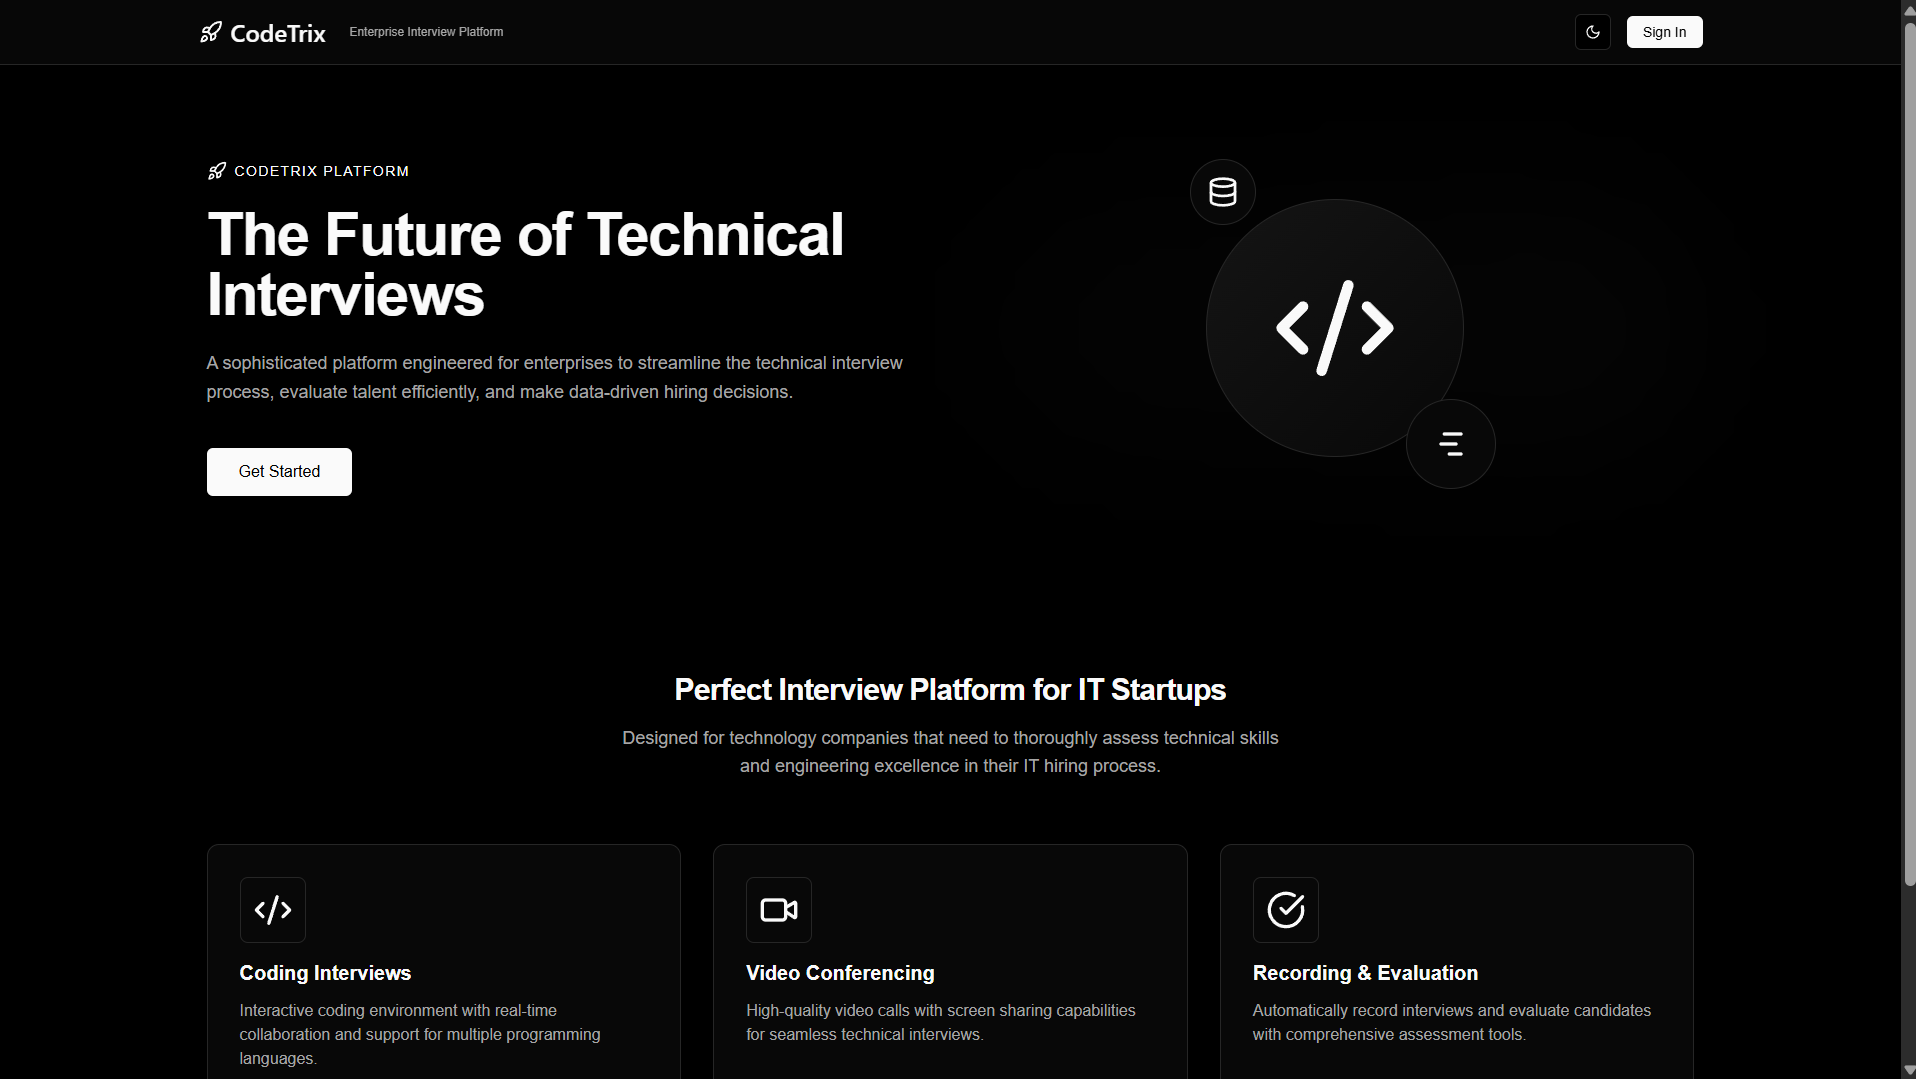 CodeTrix
Enterprise Interview Platform
Sign In
CODETRIX PLATFORM
The Future of Technical
Interviews
A sophisticated platform engineered for enterprises to streamline the technical interview
process, evaluate talent efficiently, and make data-driven hiring decisions.
Get Started
Perfect Interview Platform for IT Startups
Designed for technology companies that need to thoroughly assess technical skills
and engineering excellence in their IT hiring process.
Coding Interviews
Interactive coding environment with real-time
collaboration and support for multiple programming
languages.
Video Conferencing
High-quality video calls with screen sharing capabilities
for seamless technical interviews.
Recording & Evaluation
Automatically record interviews and evaluate candidates
with comprehensive assessment tools.